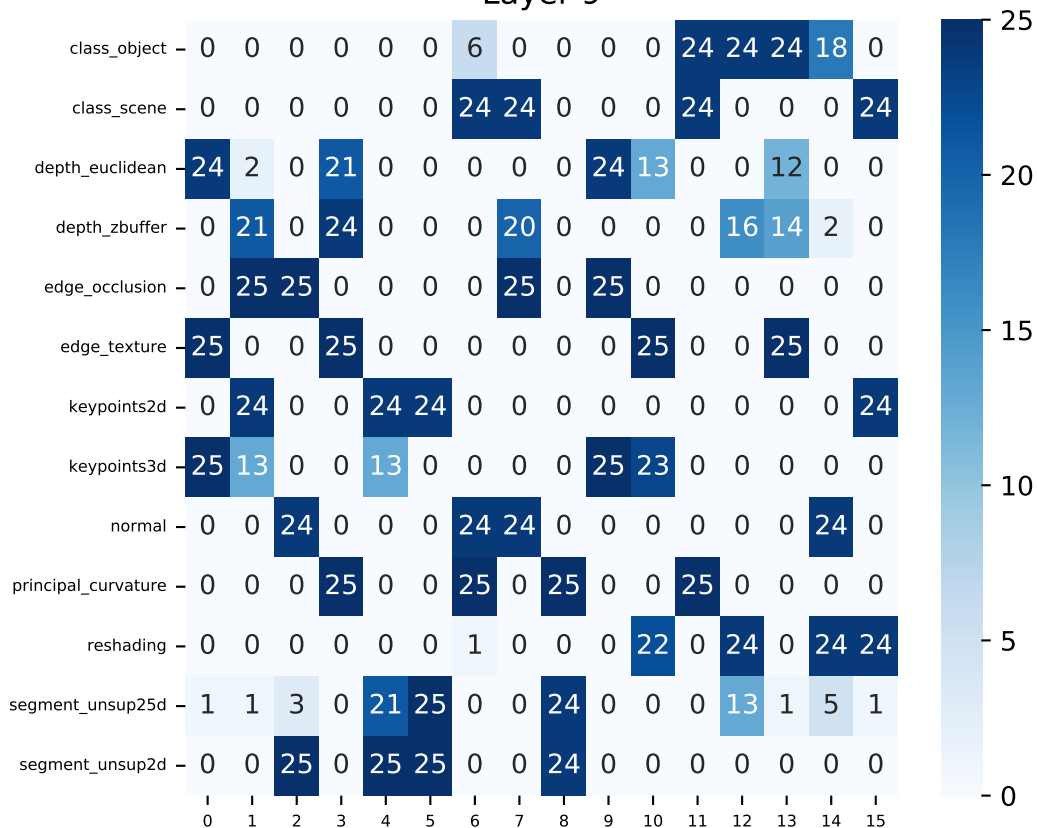 Layer
class_object 0 0 0 0 0 0 6 0 0 0 0 24 24 24 18 0
class_scene 0 0 0 0 0 0 24 24 0 0 0 24 0 0 0 24
depth_euclidean 24 2 0 21 0 0 0 0 0 24 13 0 0 12 0 0
depth_zbuffer 0 21 0 24 0 0 0 20 0 0 0 0 16 14 2 0
edge_occlusion 0 25 25 0 0 0 0 25 0 25 0 0 0 0 0 0
edge_texture 25 0 0 25 0 0 0 0 0 0 25 0 0 25 0 0
keypoints2d 0 24 0 0 24 24 0 0 0 0 0 0 0 0 0 24
keypoints3d 25 13 0 0 13 0 0 0 0 25 23 0 0 0 0 0
normal 0 0 24 0 0 0 24 24 0 0 0 0 0 0 24 0
principal_curvature 0 0 0 25 0 0 25 0 25 0 0 25 0 0 0 0
reshading 0 0 0 0 0 0 1 0 0 0 22 0 24 0 24 24
segment_unsup25d 1 1 3 0 21 25 0 0 24 0 0 0 13 1 5 1
segment_unsup2d 0 0 25 0 25 25 0 0 24 0 0 0 0 0 0 0
0 1 2 3 4 5 6 7 8 9 10 11 12 13 14 15
25
20
15
10
5
0